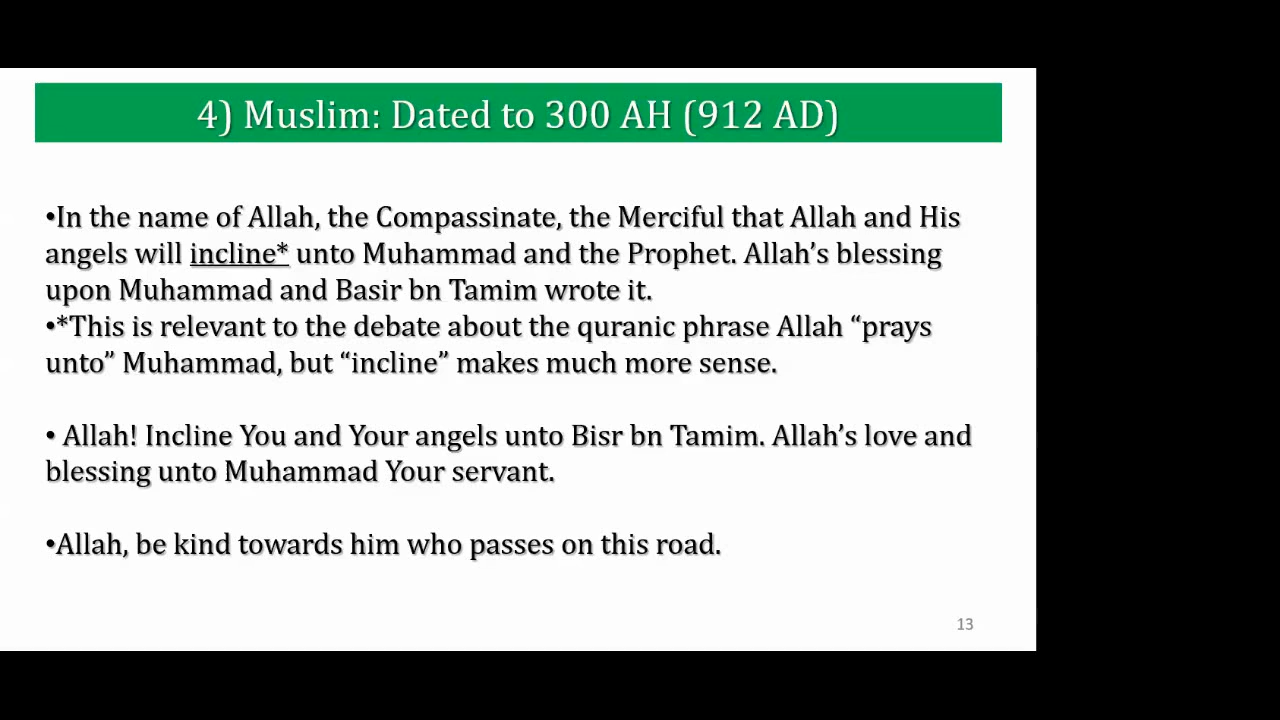 4) Muslim: Dated to 300 AH (912 AD)
•In the name of Allah, the Compassinate, the Merciful that Allah and His
angels will incline* unto Muhammad and the Prophet. Allah’s blessing
upon Muhammad and Basir bn Tamim wrote it.
•*This is relevant to the debate about the quranic phrase Allah “prays
unto” Muhammad, but “incline” makes much more sense.
• Allah! Incline You and Your angels unto Bisr bn Tamim. Allah’s love and
blessing unto Muhammad Your servant.
•Allah, be kind towards him who passes on this road.
13